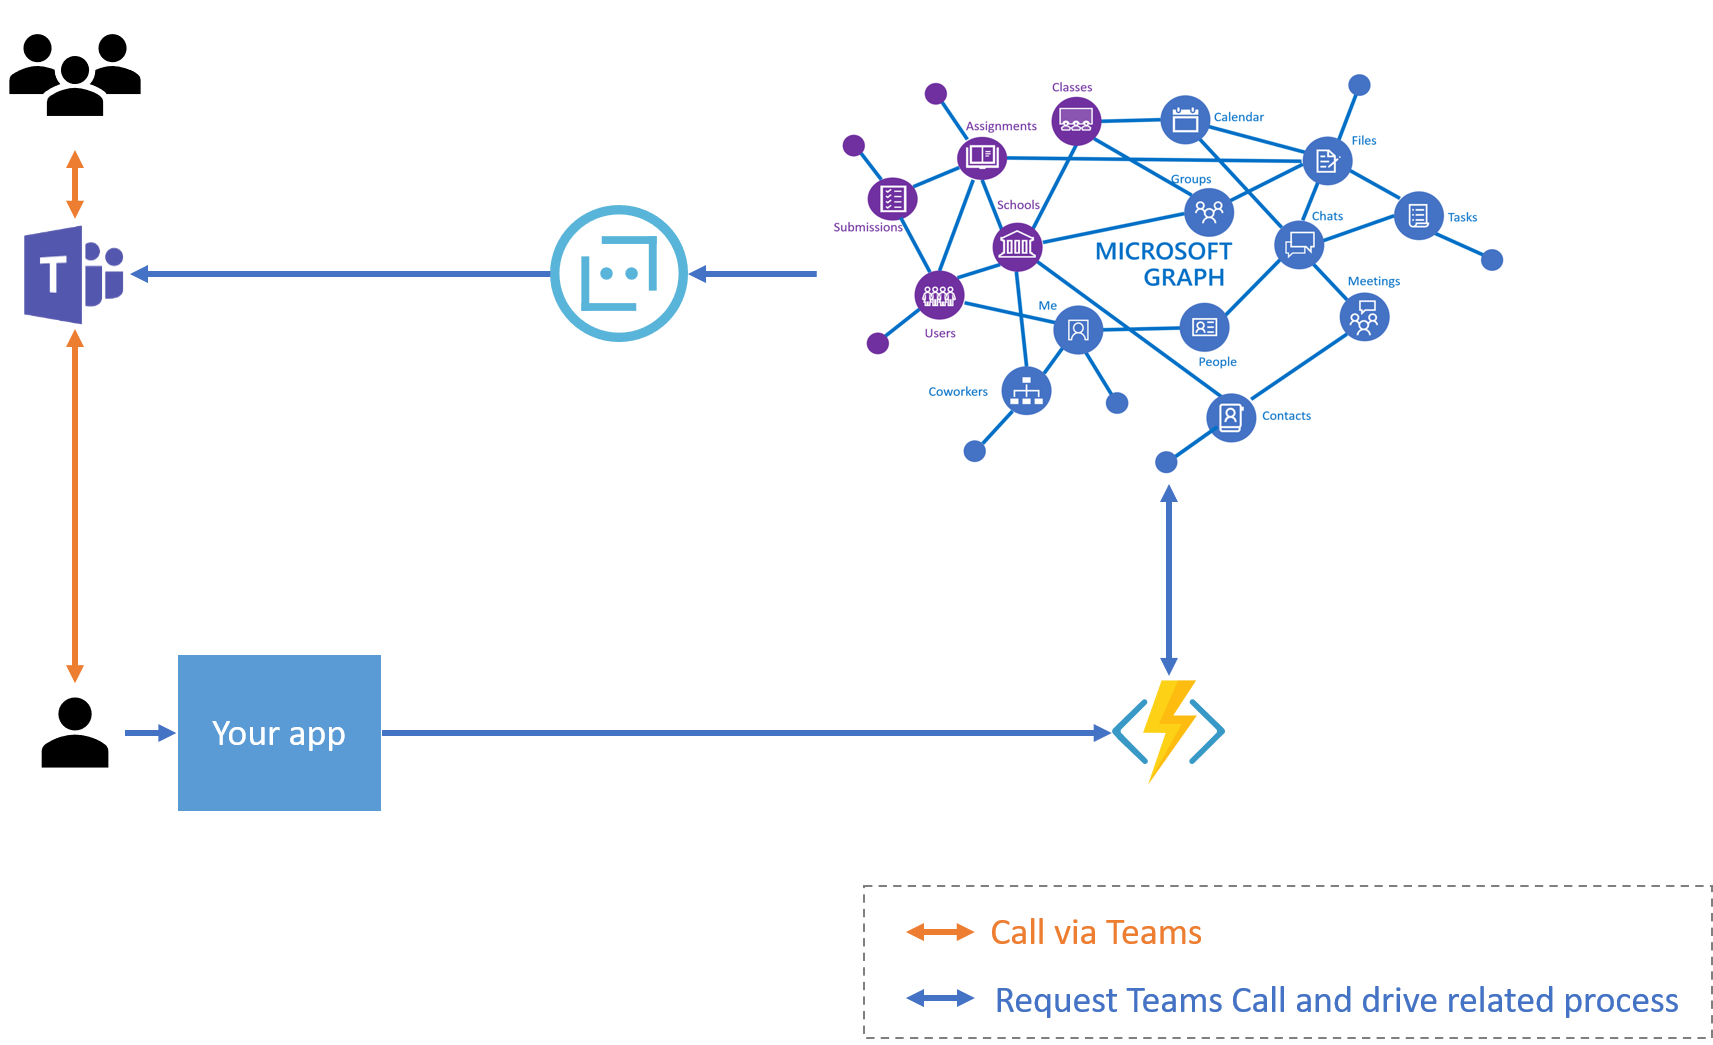 Classes
Calendar
Assignments
Files
Groups
Schools
Chats
Tasks
Submissions
MICROSOFT
GRAPH
T
Meetings
Me
Users
People
Coworkers
Contacts
Your app
Call via Teams
Request Teams Call and drive related process